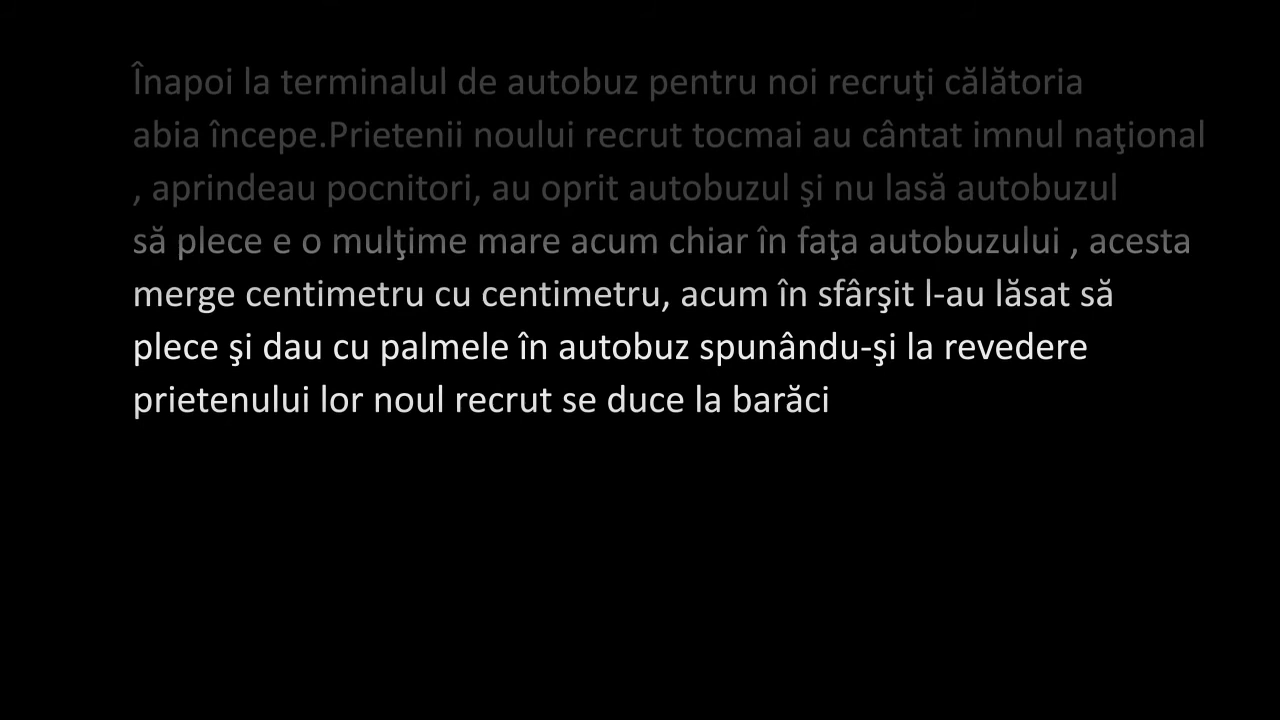 Înapoi la terminalul de autobuz pentru noi recruţi călătoria
abia începe.Prietenii noului recrut tocmai au cântat imnul naţional
, aprindeau pocnitori, au oprit autobuzul şi nu lasă autobuzul
să plece e o mulţime mare acum chiar în faţa autobuzului , acesta
merge centimetru cu centimetru, acum în sfârşit l-au lăsat să
plece şi dau cu palmele în autobuz spunându-şi la revedere
prietenului lor noul recrut se duce la barăci